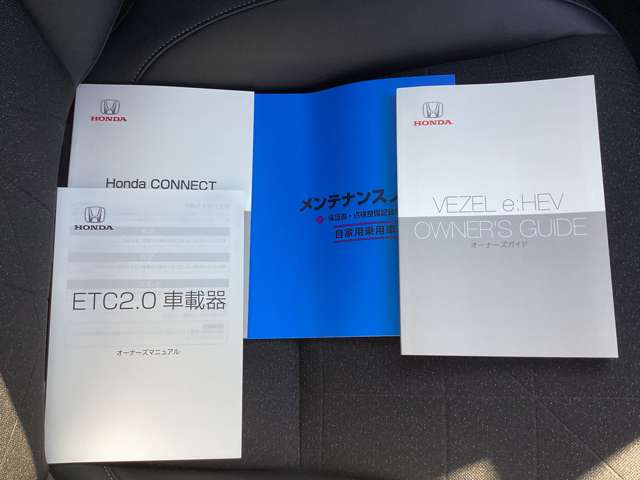 HONDA
Honda CONNECT
HONDA
ETC2.0 車載器
オーナーズマニュアル
メンテナンス
自家用乗用車
HONDA
VEZEL e:HEV
OWNER'S GUIDE
オーナーズガイド